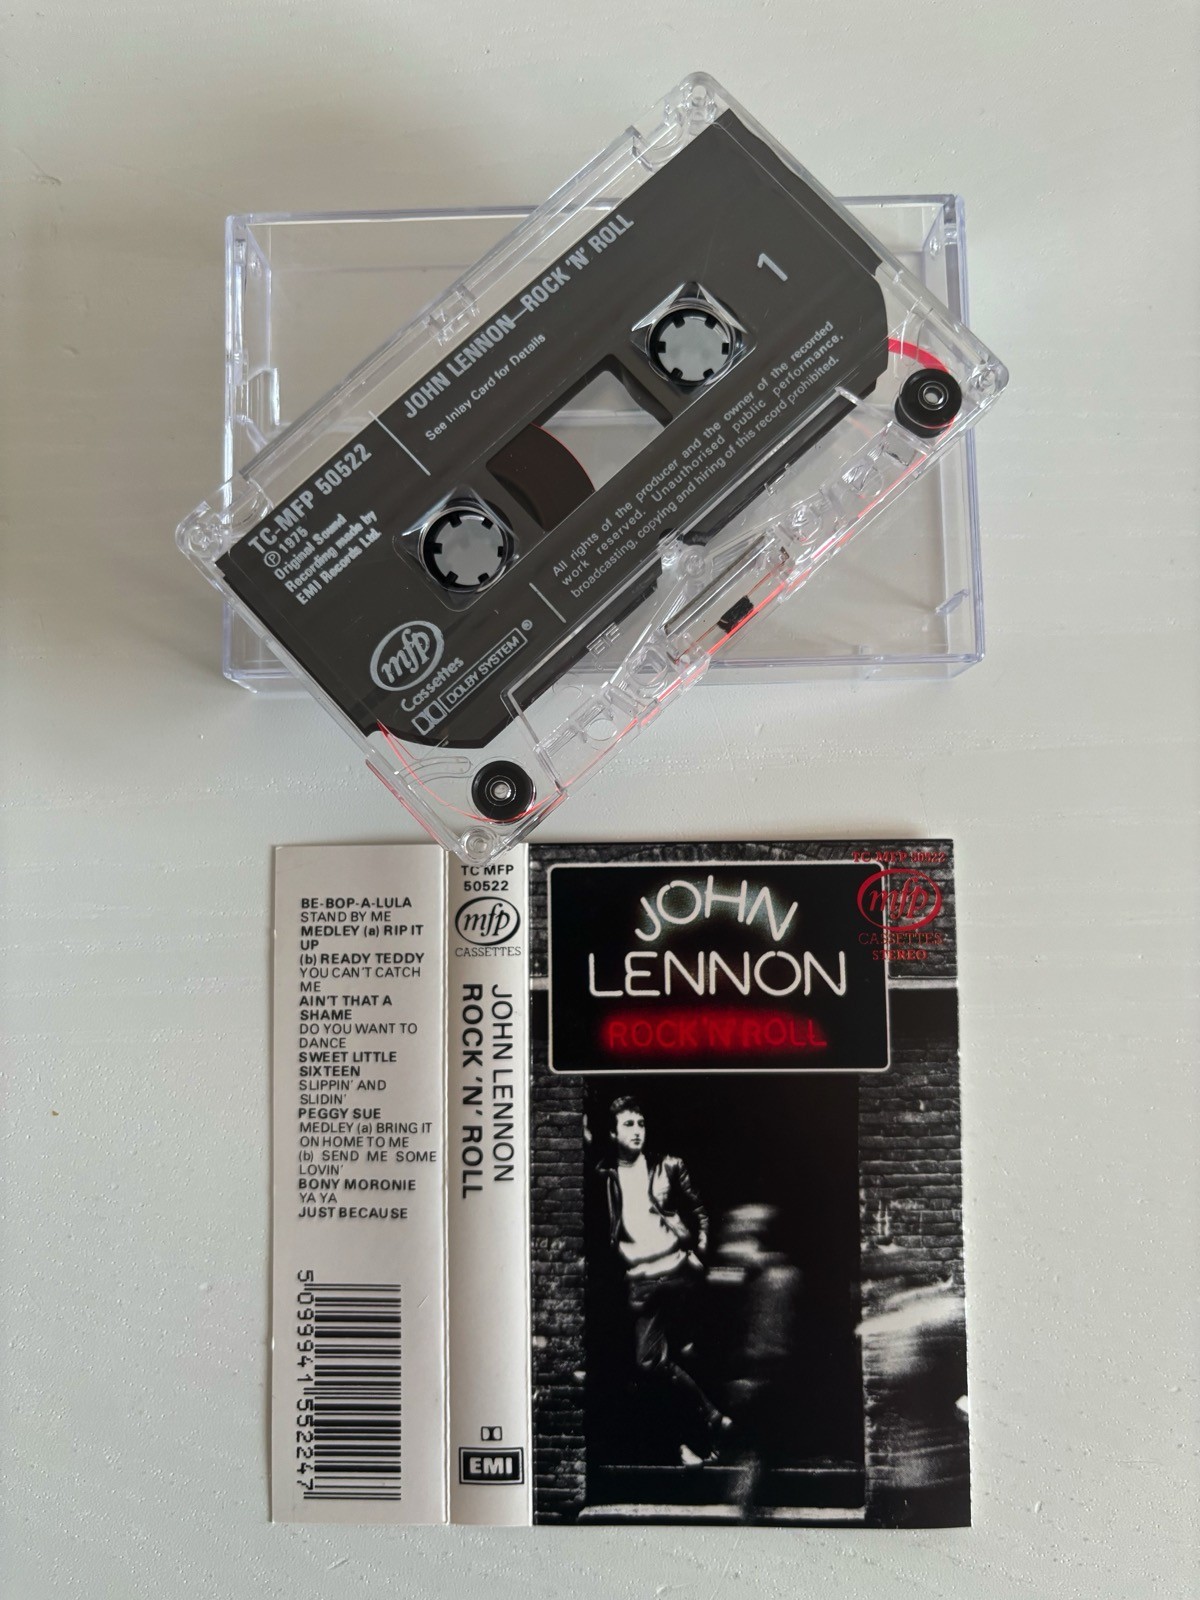 JOHN LENNON—ROCK 'N' ROLL
See Inlay Card for Details
1
TC-MFP 50522
℗ 1975
Original Sound
Recording made by
EMI Records Ltd.
mfp
Cassettes
DOLBY SYSTEM®
All rights of the producer and the owner of the recorded
work reserved. Unauthorised public performance,
broadcasting, copying and hiring of this record prohibited.
BE-BOP-A-LULA
STAND BY ME
MEDLEY (a) RIP IT
UP
(b) READY TEDDY
YOU CAN'T CATCH
ME
AIN'T THAT A
SHAME
DO YOU WANT TO
DANCE
SWEET LITTLE
SIXTEEN
SLIPPIN' AND
SLIDIN'
PEGGY SUE
MEDLEY (a) BRING IT
ON HOME TO ME
(b) SEND ME SOME
LOVIN'
BONY MORONIE
YA YA
JUST BECAUSE
5 099941 552247
TC MFP
50522
mfp
CASSETTES
JOHN LENNON
ROCK 'N' ROLL
EMI
TC MFP 50522
mfp
CASSETTES
STEREO
JOHN
LENNON
ROCK 'N' ROLL